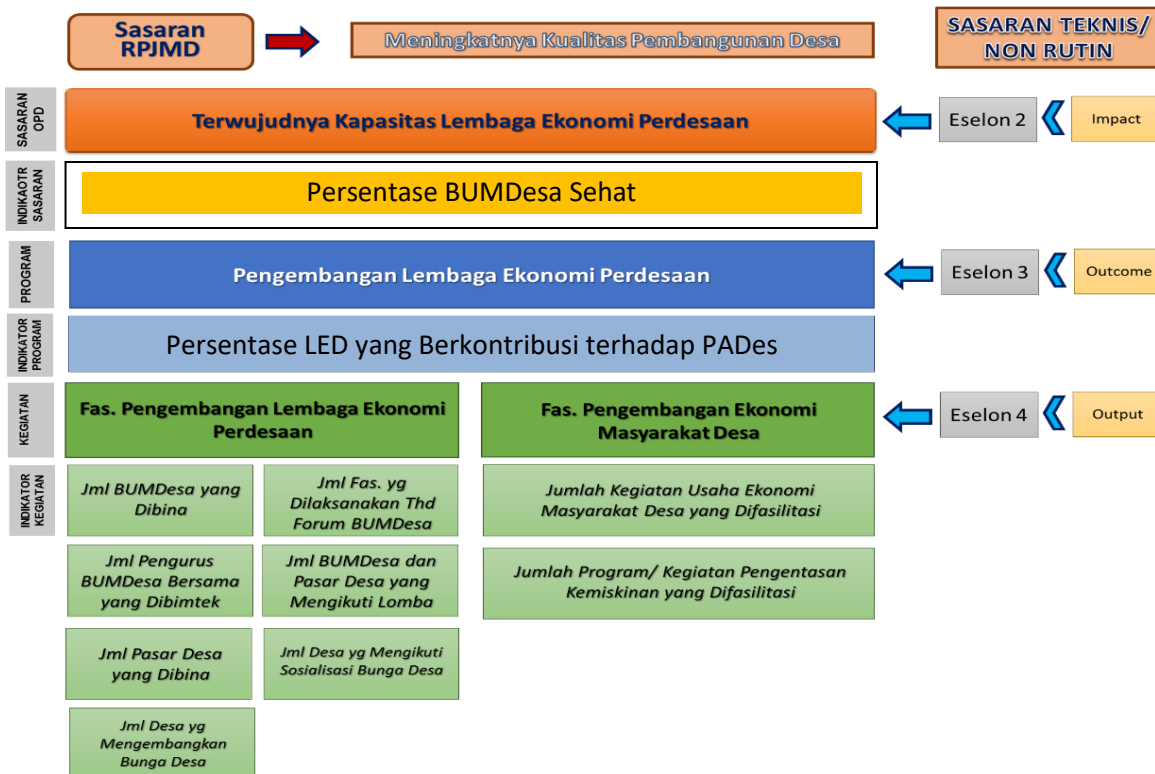 Sasaran
RPJMD
Meningkatnya Kualitas Pembangunan Desa
SASARAN TEKNIS/
NON RUTIN
SASARAN
OPD
Terwujudnya Kapasitas Lembaga Ekonomi Perdesaan
Eselon 2
Impact
INDIKAOTR
SASARAN
Persentase BUMDesa Sehat
PROGRAM
Pengembangan Lembaga Ekonomi Perdesaan
Eselon 3
Outcome
INDIKATOR
PROGRAM
Persentase LED yang Berkontribusi terhadap PADes
KEGIATAN
Fas. Pengembangan Lembaga Ekonomi
Perdesaan
Fas. Pengembangan Ekonomi
Masyarakat Desa
Eselon 4
Output
INDIKATOR
KEGIATAN
Jml BUMDesa yang
Dibina
Jml Fas. yg
Dilaksanakan Thd
Forum BUMDesa
Jumlah Kegiatan Usaha Ekonomi
Masyarakat Desa yang Difasilitasi
Jml Pengurus
BUMDesa Bersama
yang Dibimtek
Jml BUMDesa dan
Pasar Desa yang
Mengikuti Lomba
Jumlah Program/ Kegiatan Pengentasan
Kemiskinan yang Difasilitasi
Jml Pasar Desa
yang Dibina
Jml Desa yg Mengikuti
Sosialisasi Bunga Desa
Jml Desa yg
Mengembangkan
Bunga Desa